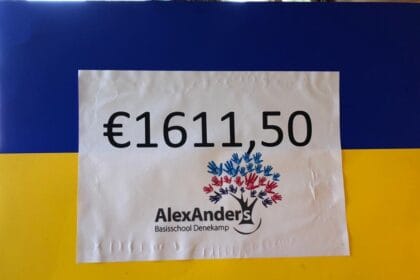 €1611,50
AlexAnders
Basisschool Denekamp